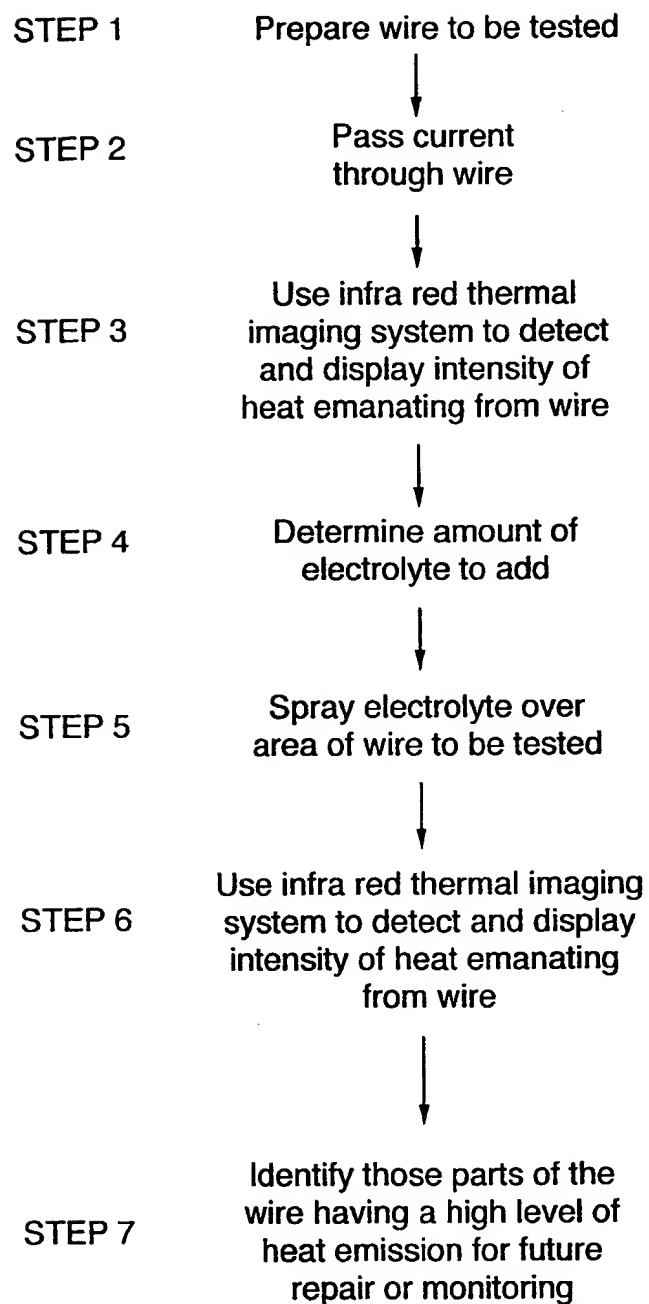 STEP 1 Prepare wire to be tested
STEP 2 Pass current
through wire
Use infra red thermal
STEP 3 imaging system to detect
and display intensity of
heat emanating from wire
STEP 4 Determine amount of
electrolyte to add
STEP 5 Spray electrolyte over
area of wire to be tested
Use infra red thermal imaging
STEP 6 system to detect and display
intensity of heat emanating
from wire
Identify those parts of the
STEP 7 wire having a high level of
heat emission for future
repair or monitoring